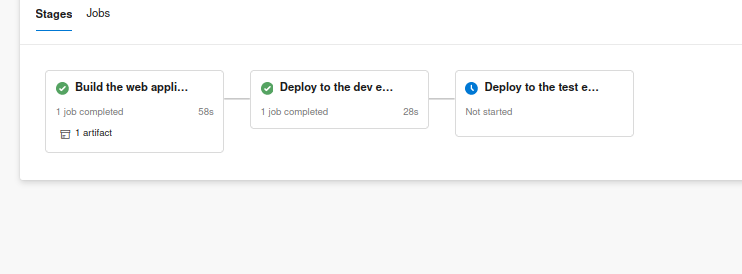 Stages Jobs
Build the web appli...
1 job completed 58s
1 artifact
Deploy to the dev e...
1 job completed 28s
Deploy to the test e...
Not started